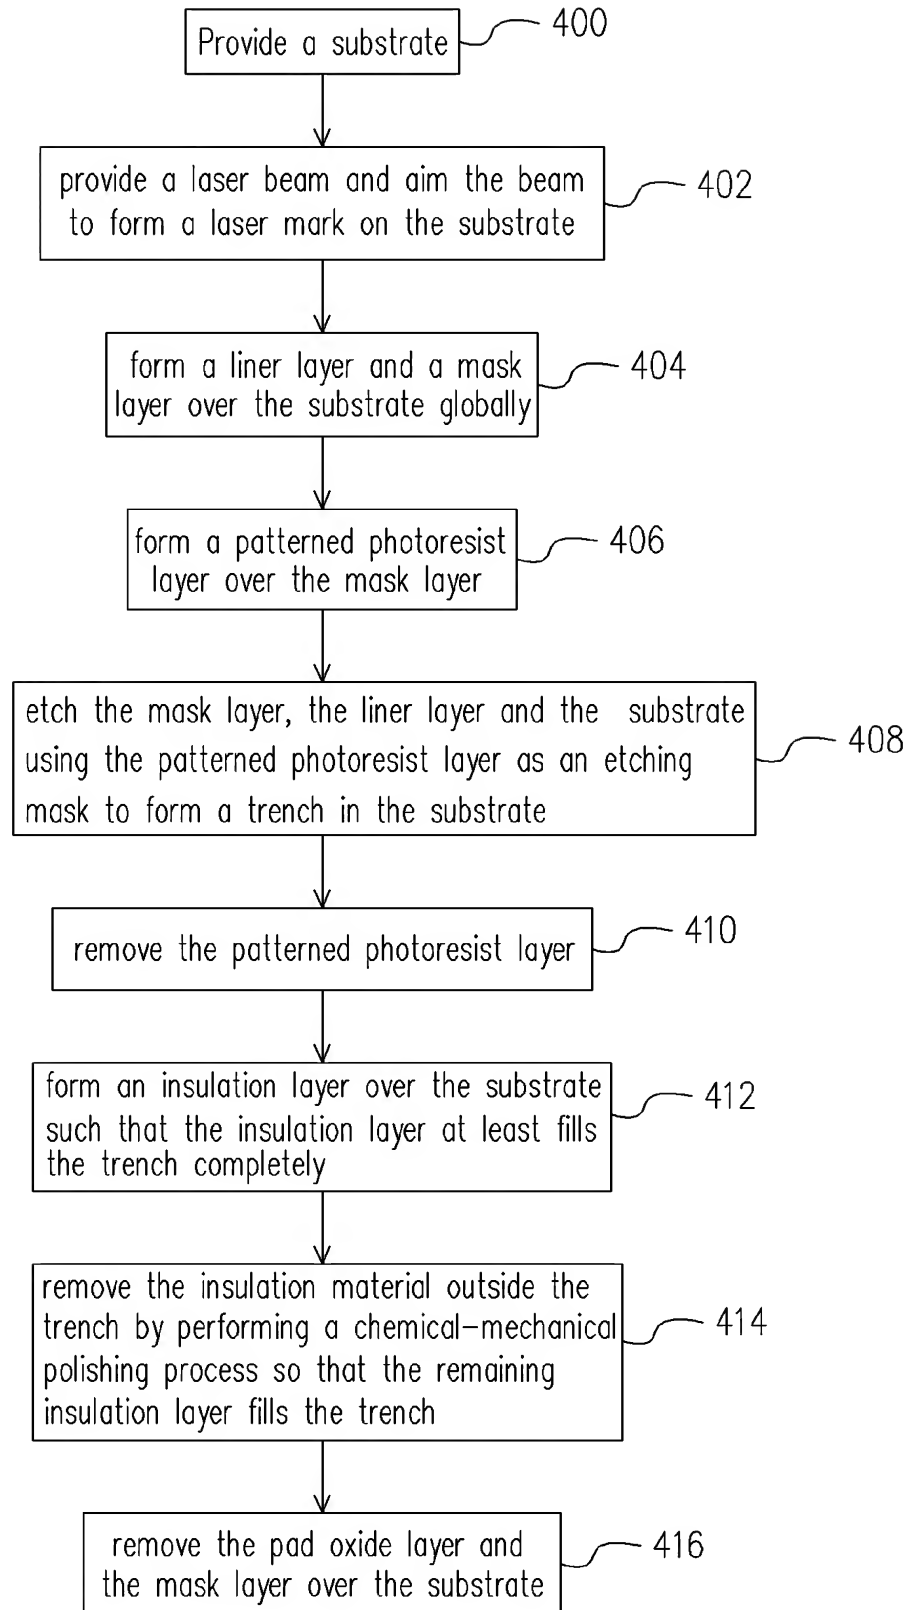 Provide a substrate
400
provide a laser beam and aim the beam
to form a laser mark on the substrate
402
form a liner layer and a mask
layer over the substrate globally
404
form a patterned photoresist
layer over the mask layer
406
etch the mask layer, the liner layer and the substrate
using the patterned photoresist layer as an etching
mask to form a trench in the substrate
408
remove the patterned photoresist layer
410
form an insulation layer over the substrate
such that the insulation layer at least fills
the trench completely
412
remove the insulation material outside the
trench by performing a chemical-mechanical
polishing process so that the remaining
insulation layer fills the trench
414
remove the pad oxide layer and
the mask layer over the substrate
416